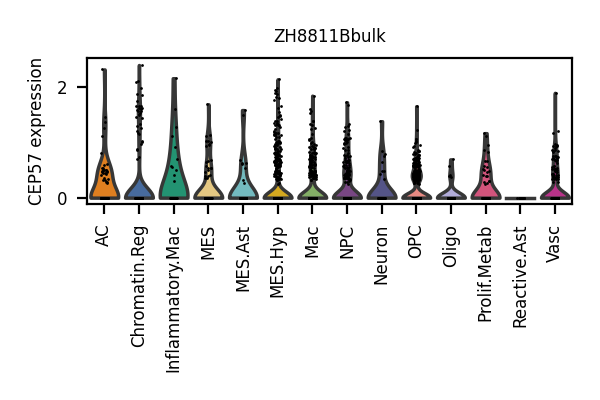 ZH8811Bbulk
CEP57 expression
2
0
AC
Chromatin.Reg
Inflammatory.Mac
MES
MES.Ast
MES.Hyp
Mac
NPC
Neuron
OPC
Oligo
Prolif.Metab
Reactive.Ast
Vasc